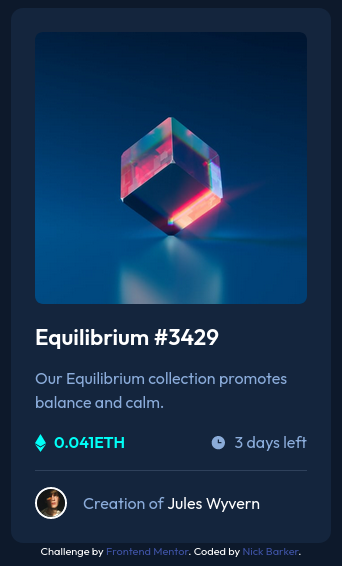 Equilibrium #3429
Our Equilibrium collection promotes
balance and calm.
0.041ETH 3 days left
Creation of Jules Wyvern
Challenge by Frontend Mentor. Coded by Nick Barker.